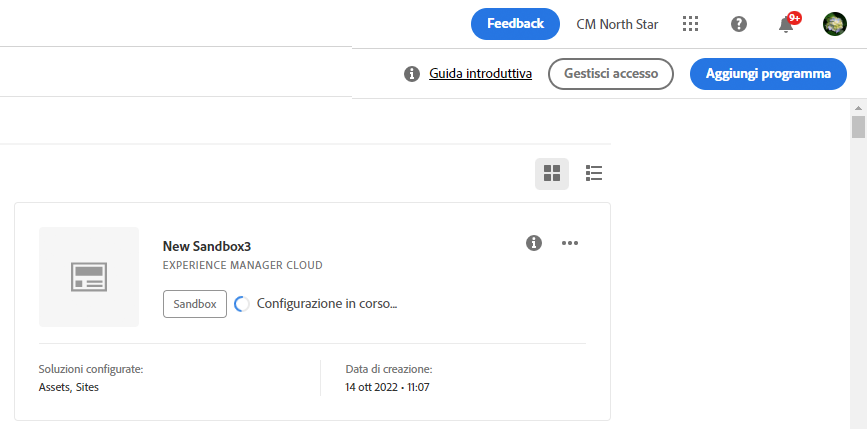 Feedback
CM North Star
9+
Guida introduttiva
Gestisci accesso
Aggiungi programma
New Sandbox3
EXPERIENCE MANAGER CLOUD
Sandbox
Configurazione in corso...
Soluzioni configurate:
Assets, Sites
Data di creazione:
14 ott 2022 • 11:07